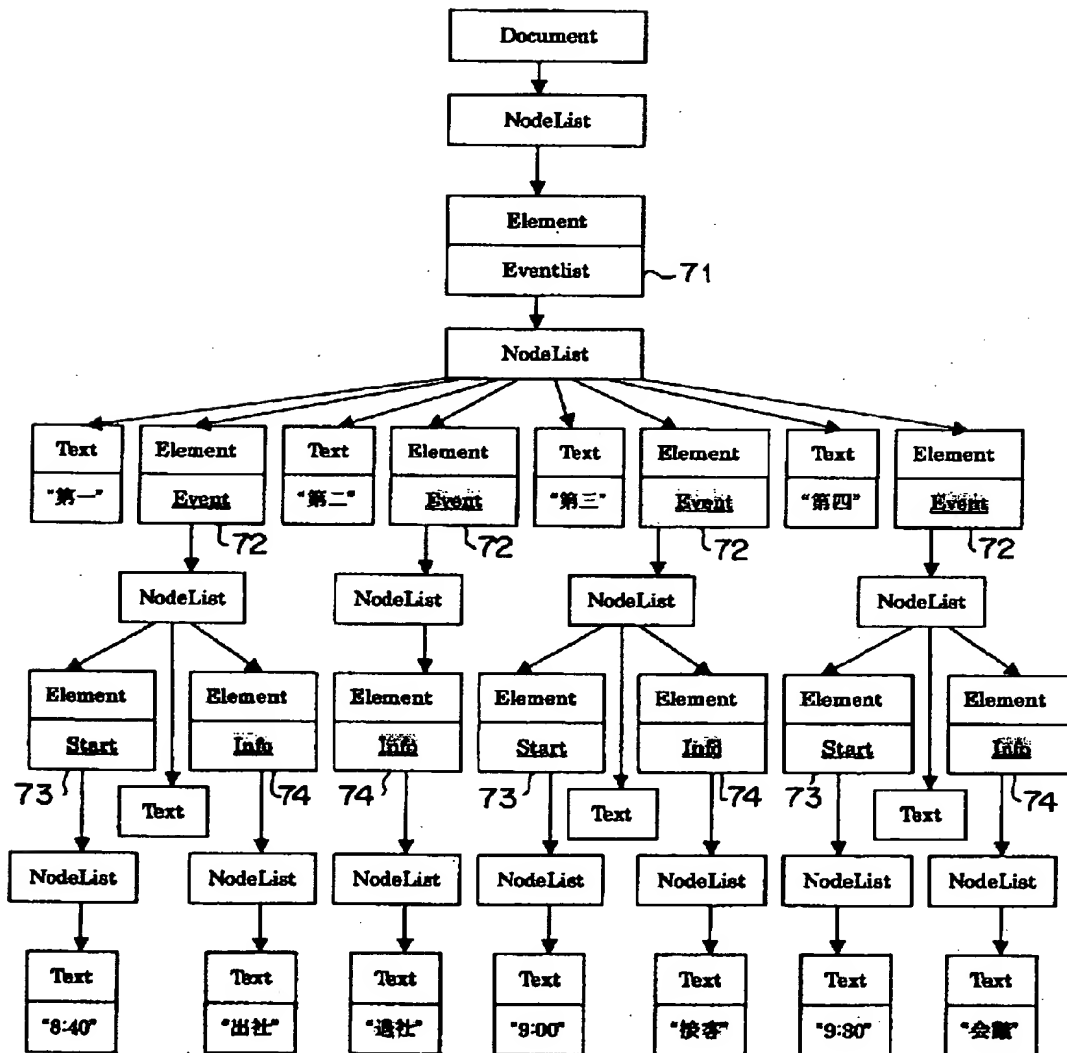 Document
NodeList
Element
Eventlist
71
NodeList
Text Element Text Element Text Element Text Element
"第一" Event "第二" Event "第三" Event "第四" Event
72 72 72 72
NodeList NodeList NodeList NodeList
Element Element Element Element Element Element Element
Start Info Info Start Info Start Info
73 74 74 73 74 73 74
Text Text Text
NodeList NodeList NodeList NodeList NodeList NodeList NodeList
Text Text Text Text Text Text Text
"8:40" "出社" "退社" "9:00" "接客" "9:30" "会議"